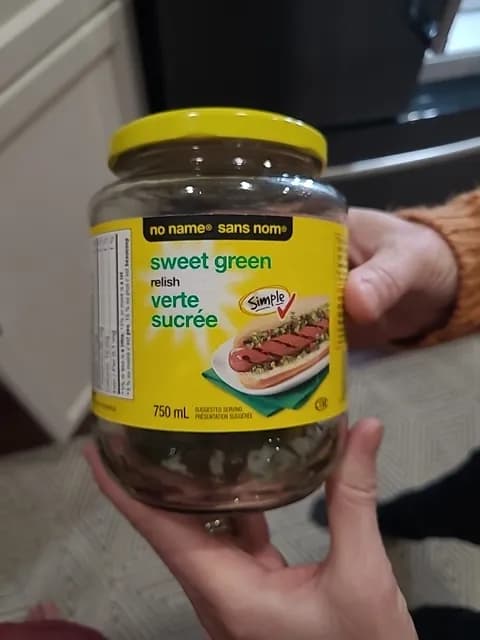 no name® sans nom®
sweet green
relish
verte
sucrée
Simple
750 mL
SUGGESTED SERVING
PRÉSENTATION SUGGÉRÉE